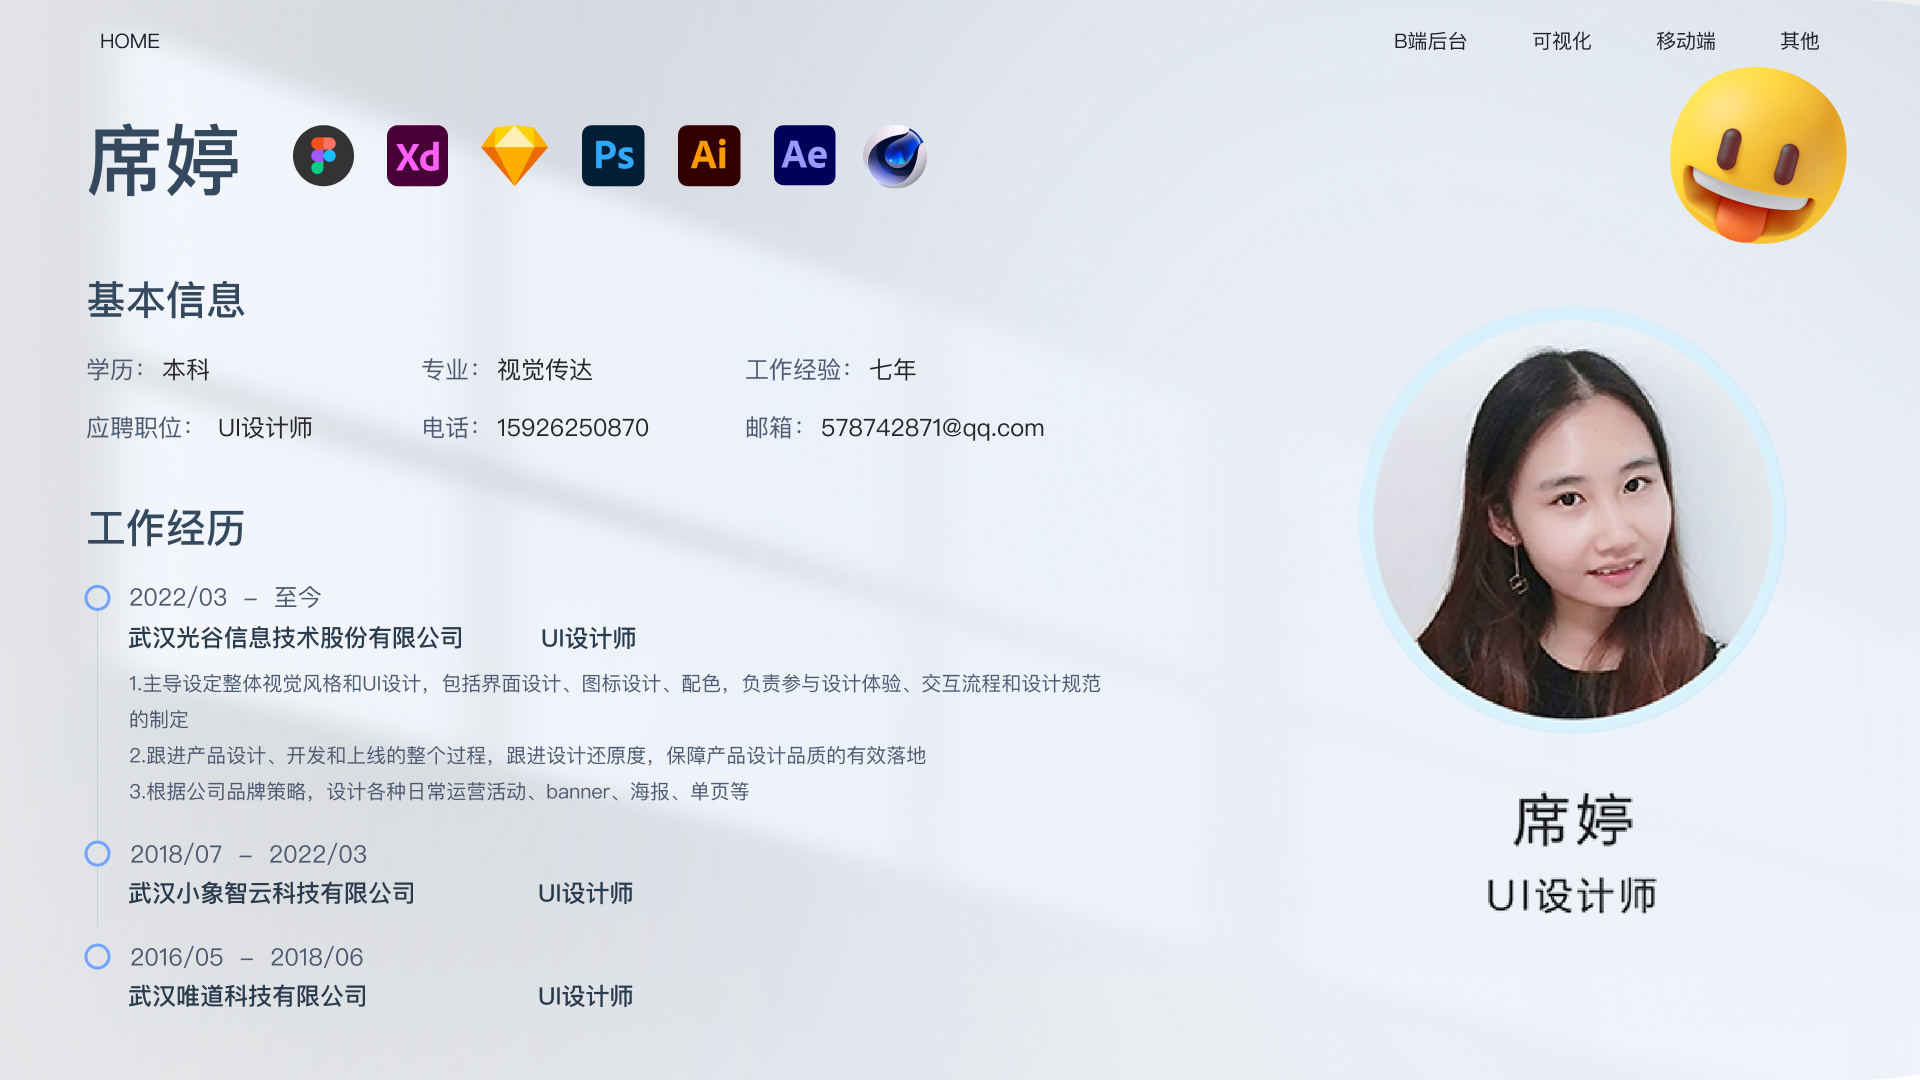 HOME
B端后台 可视化 移动端 其他
席婷
Xd Ps Ai Ae
基本信息
学历： 本科 专业： 视觉传达 工作经验： 七年
应聘职位： UI设计师 电话： 15926250870 邮箱： 578742871@qq.com
工作经历
2022/03 – 至今
武汉光谷信息技术股份有限公司 UI设计师
1.主导设定整体视觉风格和UI设计，包括界面设计、图标设计、配色，负责参与设计体验、交互流程和设计规范
的制定
2.跟进产品设计、开发和上线的整个过程，跟进设计还原度，保障产品设计品质的有效落地
3.根据公司品牌策略，设计各种日常运营活动、banner、海报、单页等
2018/07 – 2022/03
武汉小象智云科技有限公司 UI设计师
2016/05 – 2018/06
武汉唯道科技有限公司 UI设计师
席婷
UI设计师